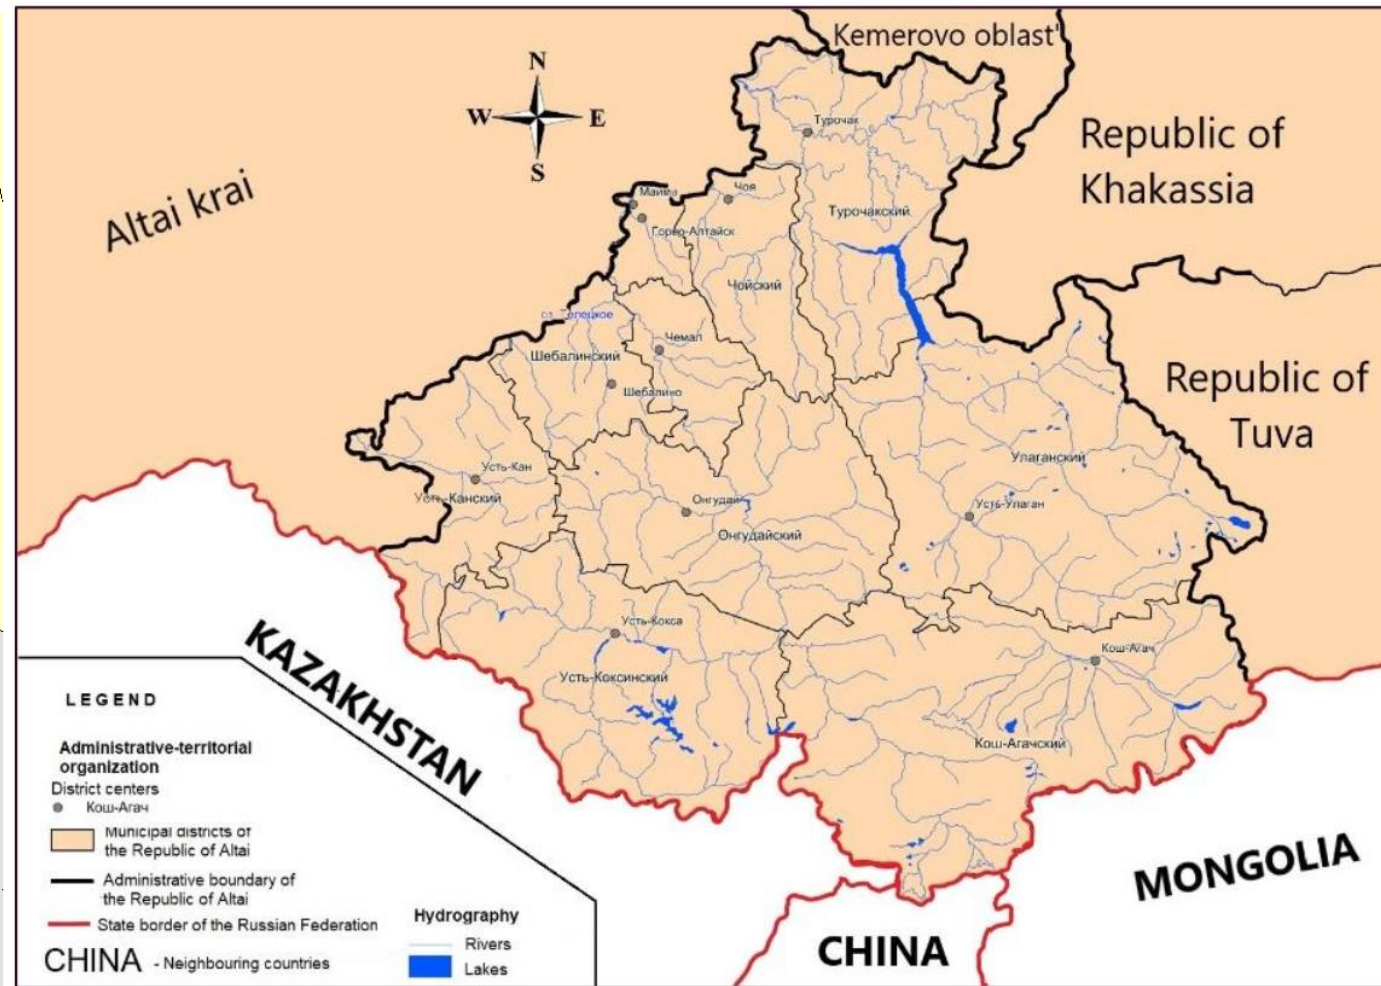 Kemerovo oblast'
N
W E
S
Republic of
Khakassia
Altai krai
Турочак
Майма
Чоя
Горно-Алтайск
Турочакский
Чойский
оз. Телецкое
Чемал
Шебалинский
Шебалино
Republic of
Tuva
Усть-Кан
Усть-Канский
Онгудай
Онгудайский
Улаганский
Усть-Улаган
Усть-Кокса
Усть-Коксинский
Кош-Агач
Кош-Агачский
KAZAKHSTAN
MONGOLIA
CHINA
LEGEND
Administrative-territorial
organization
District centers
Кош-Агач
Municipal districts of
the Republic of Altai
Administrative boundary of
the Republic of Altai
State border of the Russian Federation
CHINA - Neighbouring countries
Hydrography
Rivers
Lakes